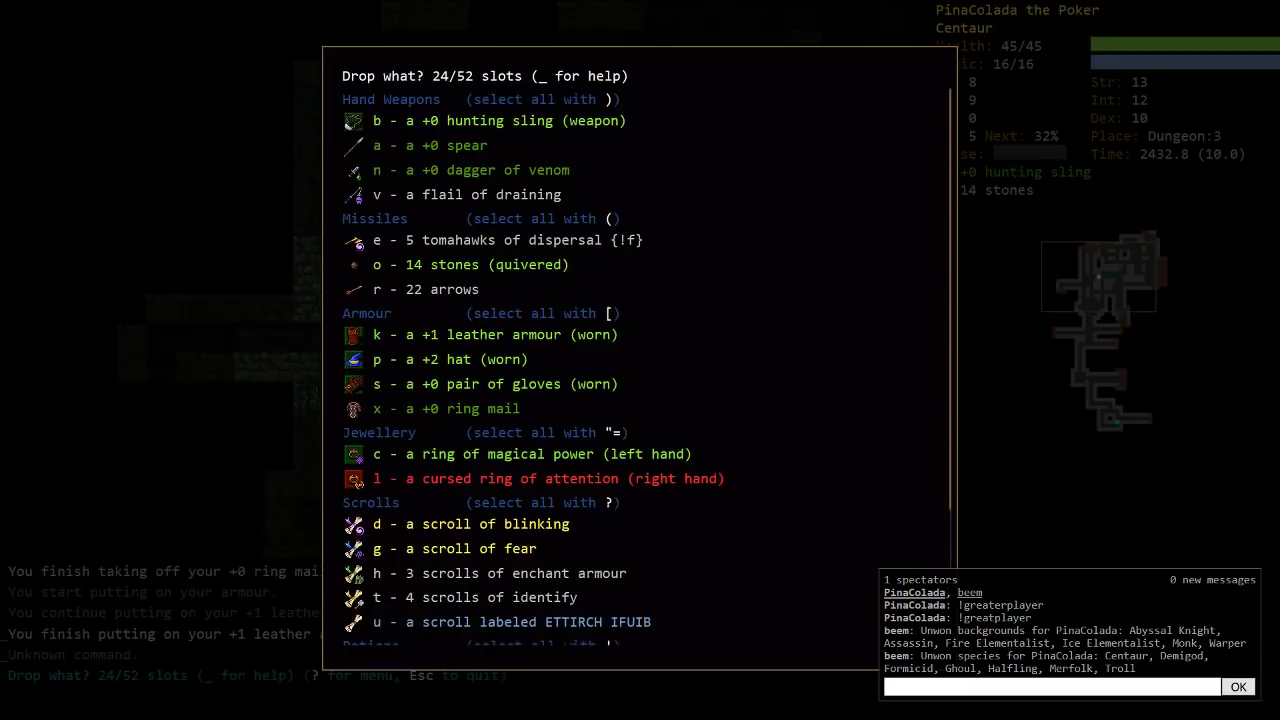 PinaColada the Poker
Centaur
Health: 45/45
ic: 16/16
8 Str: 13
9 Int: 12
0 Dex: 10
5 Next: 32% Place: Dungeon:3
se: Time: 2432.8 (10.0)
+0 hunting sling
14 stones
Drop what? 24/52 slots (_ for help)
Hand Weapons (select all with ))
b - a +0 hunting sling (weapon)
a - a +0 spear
n - a +0 dagger of venom
v - a flail of draining
Missiles (select all with ()
e - 5 tomahawks of dispersal {!f}
o - 14 stones (quivered)
r - 22 arrows
Armour (select all with [)
k - a +1 leather armour (worn)
p - a +2 hat (worn)
s - a +0 pair of gloves (worn)
x - a +0 ring mail
Jewellery (select all with "=)
c - a ring of magical power (left hand)
l - a cursed ring of attention (right hand)
Scrolls (select all with ?)
d - a scroll of blinking
g - a scroll of fear
h - 3 scrolls of enchant armour
t - 4 scrolls of identify
u - a scroll labeled ETTIRCH IFUIB
You finish taking off your +0 ring mai
You start putting on your armour.
You continue putting on your +1 leather
_You finish putting on your +1 leather a
_Unknown command.
Drop what? 24/52 slots (_ for help) (? for menu, Esc to quit)
1 spectators 0 new messages
PinaColada, beem
PinaColada: !greaterplayer
PinaColada: !greatplayer
beem: Unwon backgrounds for PinaColada: Abyssal Knight,
Assassin, Fire Elementalist, Ice Elementalist, Monk, Warper
beem: Unwon species for PinaColada: Centaur, Demigod,
Formicid, Ghoul, Halfling, Merfolk, Troll
OK